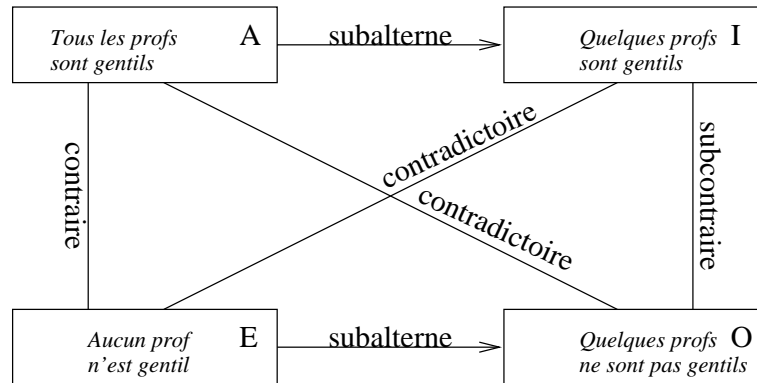 Tous les profs
sont gentils
A
subalterne
Quelques profs
sont gentils
I
contraire
contradictoire
contradictoire
subcontraire
Aucun prof
n'est gentil
E
subalterne
Quelques profs
ne sont pas gentils
O